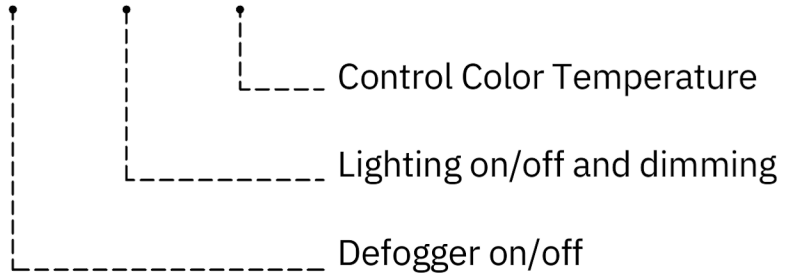 Control Color Temperature
Lighting on/off and dimming
Defogger on/off